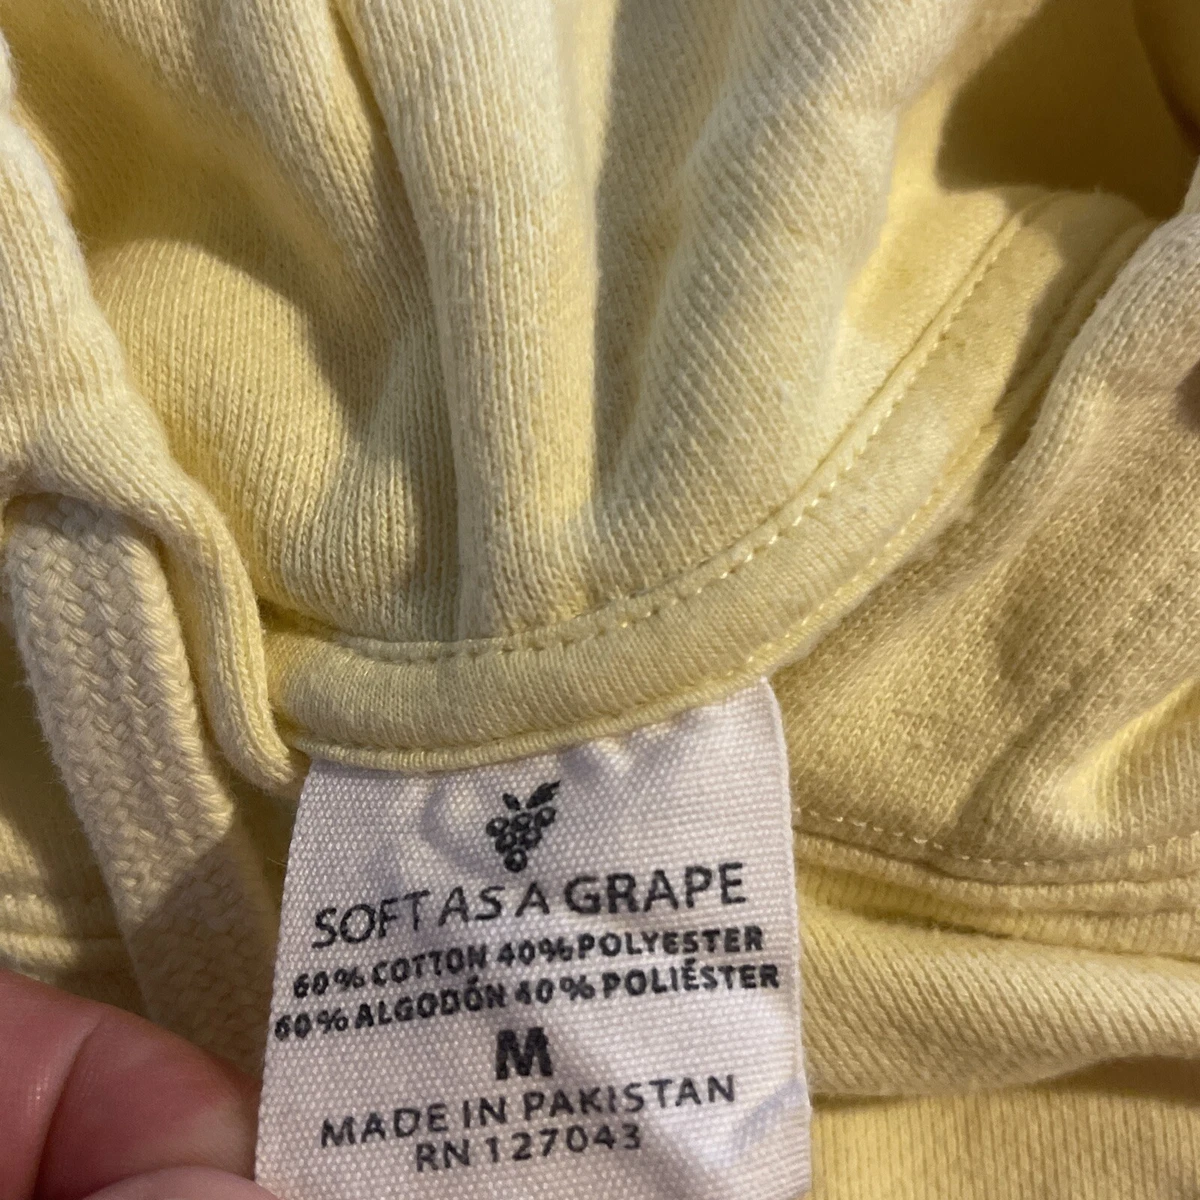 SOFT AS A GRAPE
60% COTTON 40% POLYESTER
60% ALGODÓN 40% POLIÉSTER
M
MADE IN PAKISTAN
RN 127043